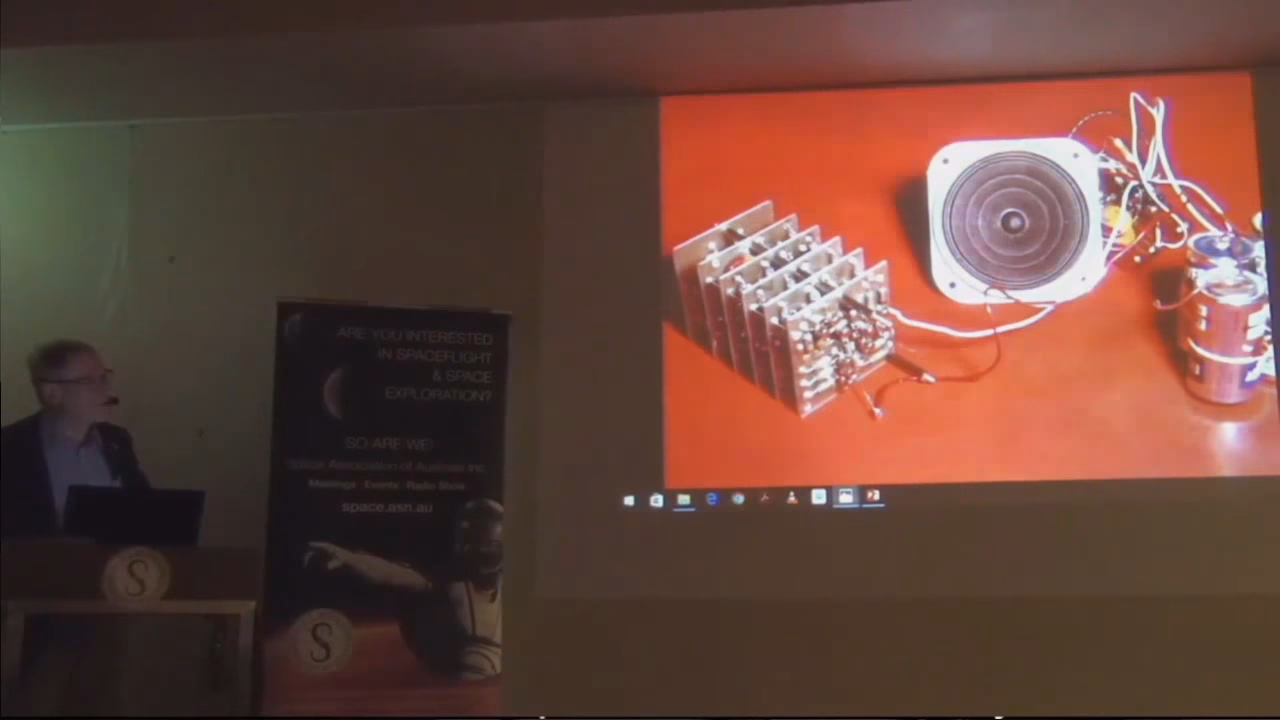 ARE YOU INTERESTED
IN SPACEFLIGHT
& SPACE
EXPLORATION?
SO ARE WE!
Space Association of Australia Inc.
Meetings · Events · Radio Show
space.asn.au
S
S